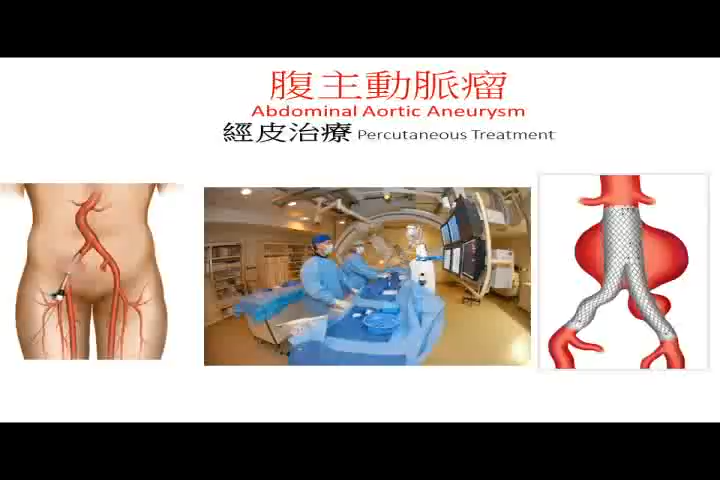 腹主動脈瘤
Abdominal Aortic Aneurysm
經皮治療 Percutaneous Treatment